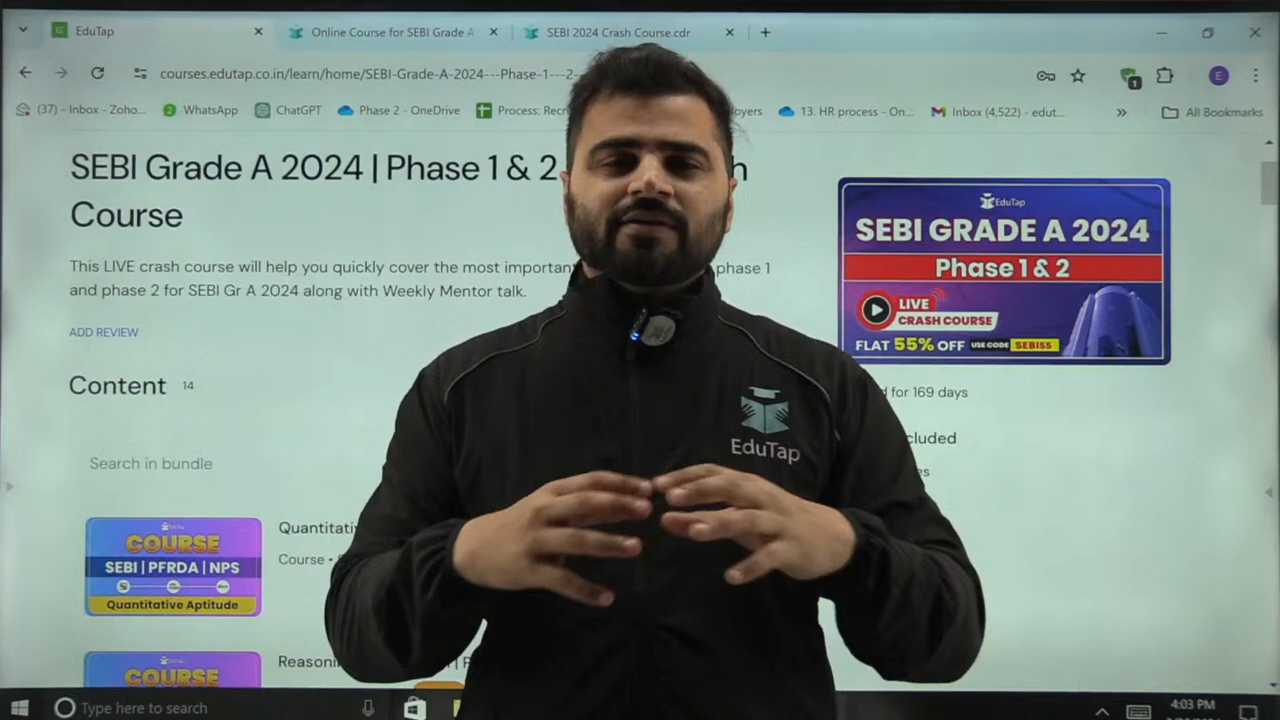 EduTap
Online Course for SEBI Grade A
SEBI 2024 Crash Course.cdr
courses.edutap.co.in/learn/home/SEBI-Grade-A-2024---Phase-1---2-
1
E
(37) - Inbox - Zoho...
WhatsApp
ChatGPT
Phase 2 - OneDrive
Process: Recr
loyers
13. HR process - On...
Inbox (4,522) - edut...
All Bookmarks
SEBI Grade A 2024 | Phase 1 & 2
Course
This LIVE crash course will help you quickly cover the most important
phase 1
and phase 2 for SEBI Gr A 2024 along with Weekly Mentor talk.
ADD REVIEW
Content 14
Search in bundle
EduTap
SEBI GRADE A 2024
Phase 1 & 2
LIVE
CRASH COURSE
FLAT 55% OFF USE CODE SEBI55
for 169 days
EduTap
COURSE
SEBI | PFRDA | NPS
Quantitative Aptitude
Quantitati
Course •
COURSE
Reasoni
EduTap
Type here to search
4:03 PM